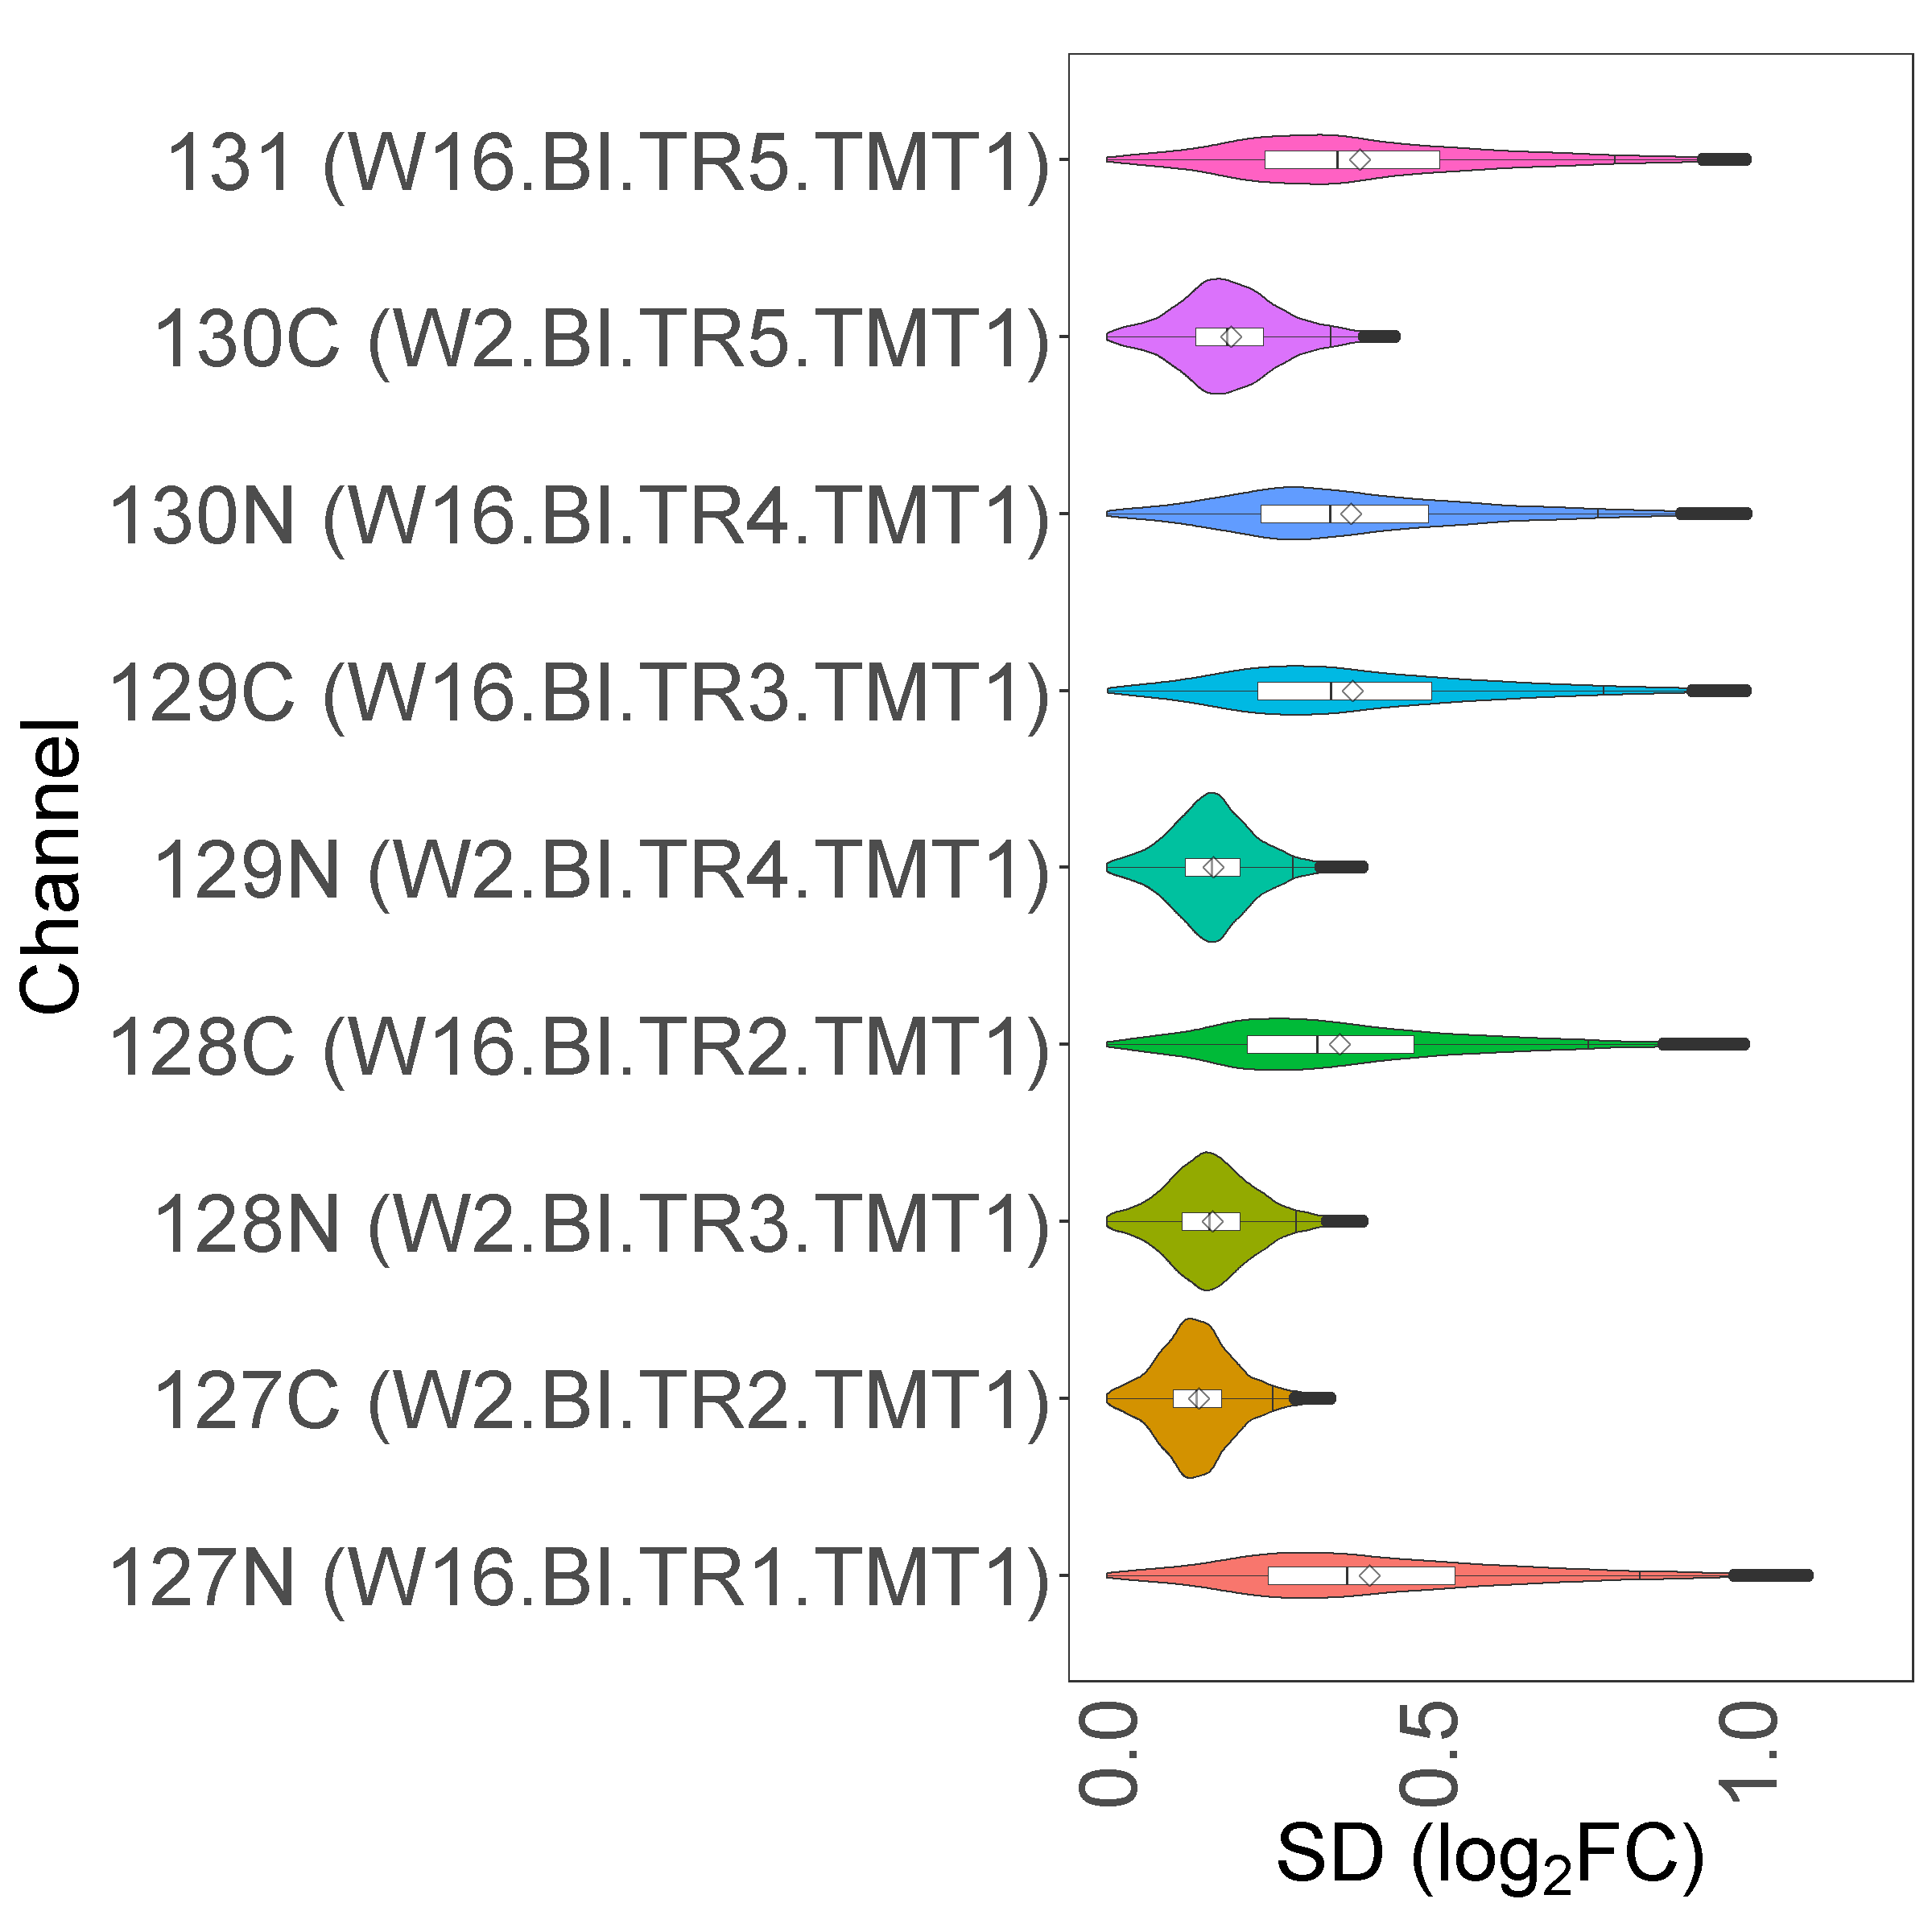 131 (W16.BI.TR5.TMT1)
130C (W2.BI.TR5.TMT1)
130N (W16.BI.TR4.TMT1)
129C (W16.BI.TR3.TMT1)
129N (W2.BI.TR4.TMT1)
128C (W16.BI.TR2.TMT1)
128N (W2.BI.TR3.TMT1)
127C (W2.BI.TR2.TMT1)
127N (W16.BI.TR1.TMT1)
Channel
0.0 0.5 1.0
SD (log₂FC)